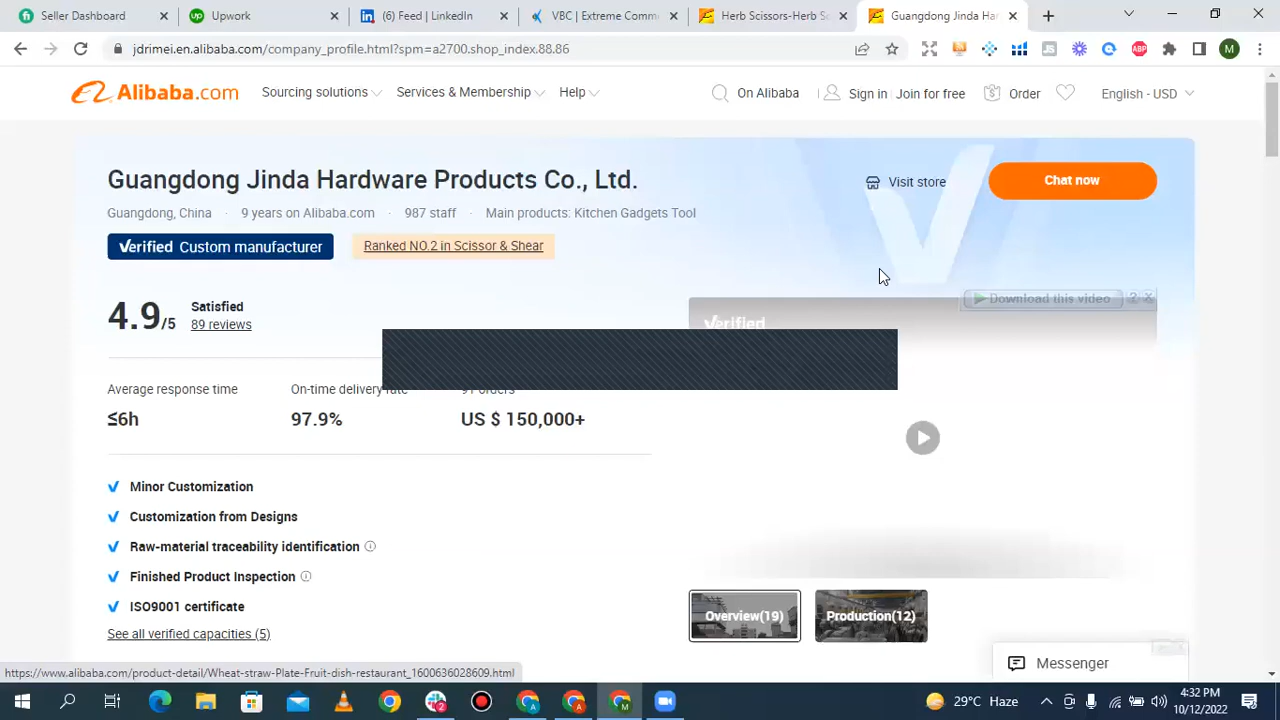 Seller Dashboard
Upwork
(6) Feed | LinkedIn
VBC | Extreme Comm
Herb Scissors-Herb Sc
Guangdong Jinda Har
jdrimei.en.alibaba.com/company_profile.html?spm=a2700.shop_index.88.86
JS
ABP
M
Alibaba.com
Sourcing solutions
Services & Membership
Help
On Alibaba
Sign in
Join for free
Order
English - USD
Guangdong Jinda Hardware Products Co., Ltd.
Visit store
Chat now
Guangdong, China · 9 years on Alibaba.com · 987 staff · Main products: Kitchen Gadgets Tool
Verified Custom manufacturer
Ranked NO.2 in Scissor & Shear
4.9/5
Satisfied
89 reviews
Download this video ? X
Verified
Average response time
On-time delivery rate
≤6h
97.9%
US $ 150,000+
Minor Customization
Customization from Designs
Raw-material traceability identification
Finished Product Inspection
ISO9001 certificate
See all verified capacities (5)
Overview(19)
Production(12)
Messenger
https://www.alibaba.com/product-detail/Wheat-straw-Plate-Fruit-dish-restaurant_1600636028609.html
29°C Haze
4:32 PM
10/12/2022